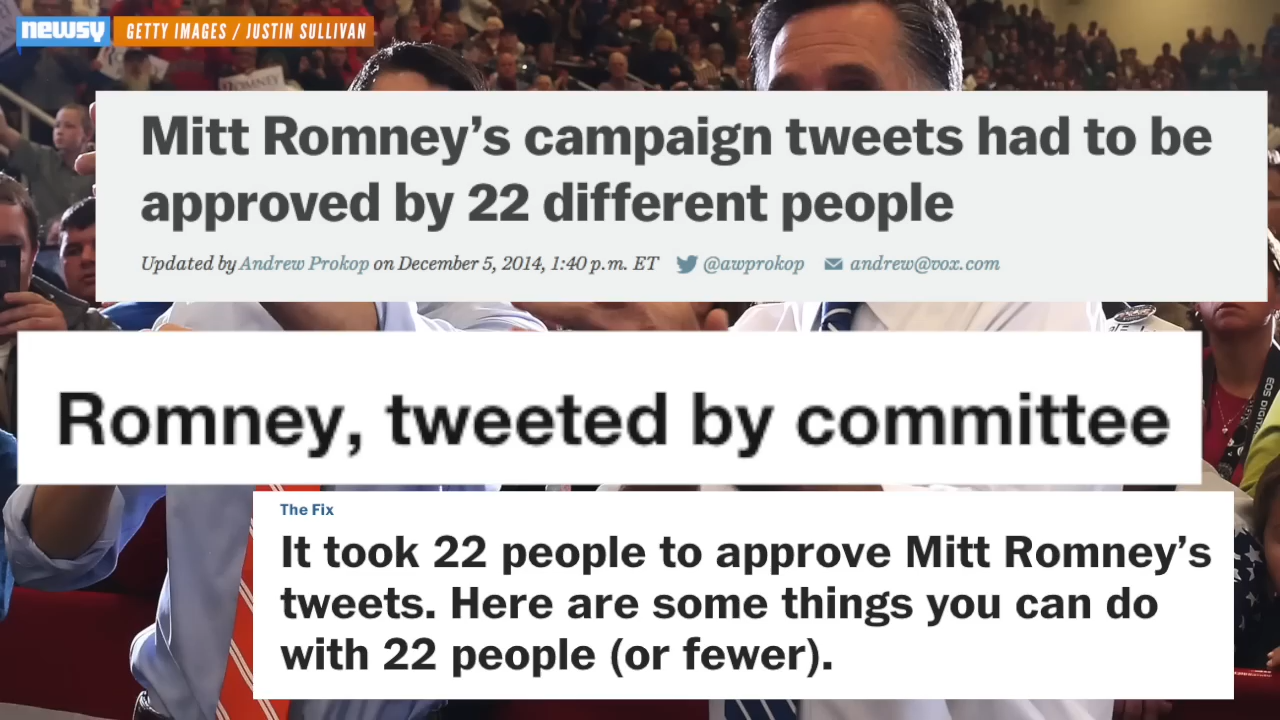 newsy
GETTY IMAGES / JUSTIN SULLIVAN
ROMNEY
Mitt Romney’s campaign tweets had to be
approved by 22 different people
Updated by Andrew Prokop on December 5, 2014, 1:40 p.m. ET @awprokop andrew@vox.com
Romney, tweeted by committee
EOS DIGITAL
The Fix
It took 22 people to approve Mitt Romney’s
tweets. Here are some things you can do
with 22 people (or fewer).